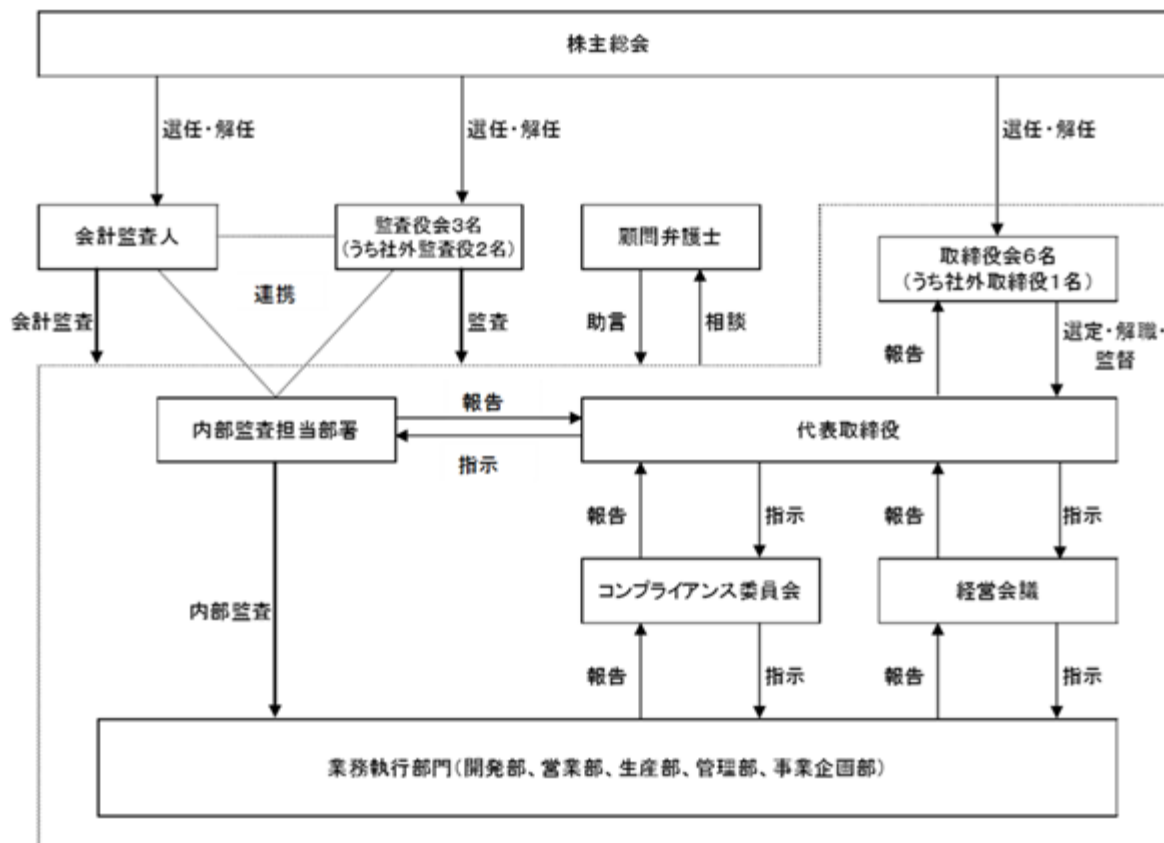 株主総会
選任・解任
選任・解任
選任・解任
会計監査人
監査役会3名
(うち社外監査役2名)
顧問弁護士
取締役会6名
(うち社外取締役1名)
連携
会計監査
監査
助言
相談
報告
選定・解職・
監督
内部監査担当部署
報告
指示
代表取締役
報告
指示
報告
指示
コンプライアンス委員会
経営会議
内部監査
報告
指示
報告
指示
業務執行部門(開発部、営業部、生産部、管理部、事業企画部)